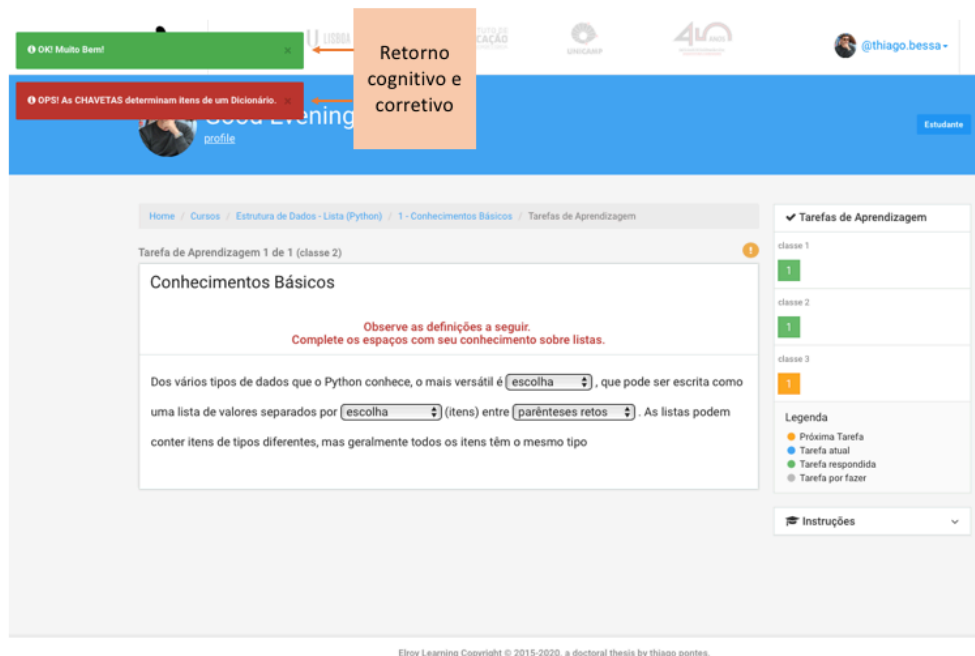 OK! Muito Bem!
×
Retorno
cognitivo e
corretivo
LISBOA
UNICAMP
ANOS
@thiago.bessa
OPS! As CHAVETAS determinam itens de um Dicionário.
×
Good Evening
profile
Estudante
Home / Cursos / Estrutura de Dados - Lista (Python) / 1 - Conhecimentos Básicos / Tarefas de Aprendizagem
Tarefa de Aprendizagem 1 de 1 (classe 2)
Conhecimentos Básicos
Observe as definições a seguir.
Complete os espaços com seu conhecimento sobre listas.
Dos vários tipos de dados que o Python conhece, o mais versátil é escolha , que pode ser escrita como
uma lista de valores separados por escolha (itens) entre parênteses retos . As listas podem
conter itens de tipos diferentes, mas geralmente todos os itens têm o mesmo tipo
Tarefas de Aprendizagem
classe 1
1
classe 2
1
classe 3
1
Legenda
Próxima Tarefa
Tarefa atual
Tarefa respondida
Tarefa por fazer
Instruções
Elroy Learning Copyright © 2015-2020, a doctoral thesis by thiago pontes.